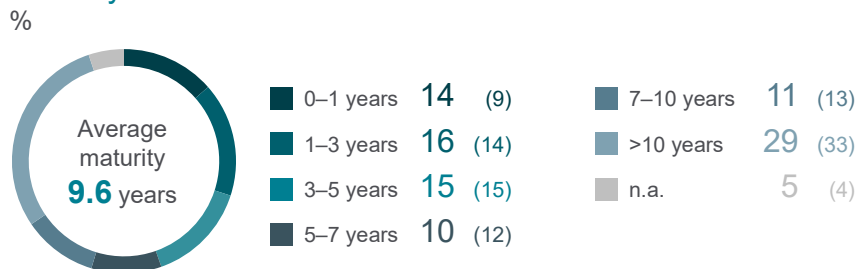 %
Average
maturity
9.6 years
0–1 years 14 (9)
1–3 years 16 (14)
3–5 years 15 (15)
5–7 years 10 (12)
7–10 years 11 (13)
>10 years 29 (33)
n.a. 5 (4)